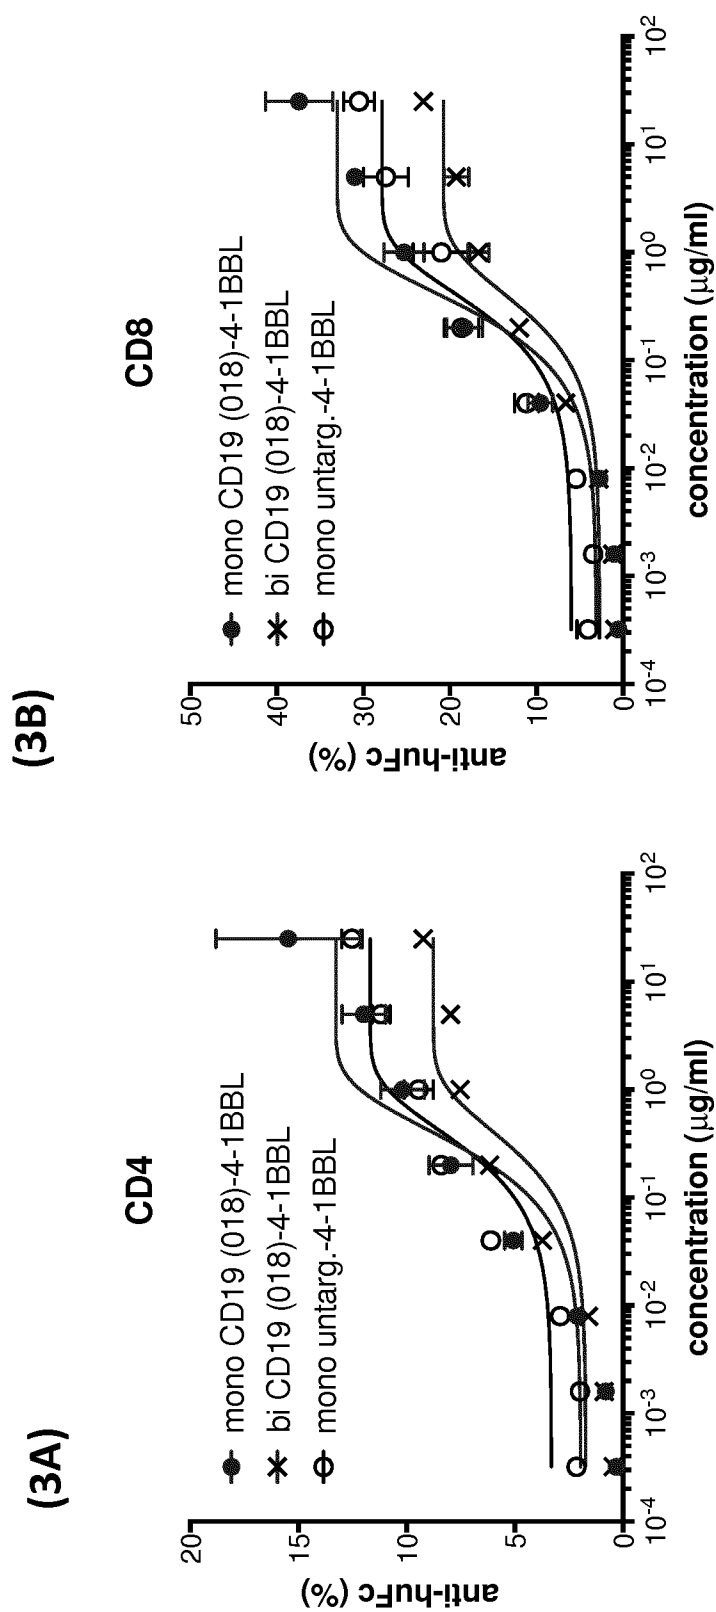 (3A)
CD4
mono CD19 (018)-4-1BBL
bi CD19 (018)-4-1BBL
mono untarg.-4-1BBL
anti-huFc (%)
20
15
10
5
0
10-4 10-3 10-2 10-1 100 101 102
concentration (µg/ml)
(3B)
CD8
mono CD19 (018)-4-1BBL
bi CD19 (018)-4-1BBL
mono untarg.-4-1BBL
anti-huFc (%)
50
40
30
20
10
0
10-4 10-3 10-2 10-1 100 101 102
concentration (µg/ml)